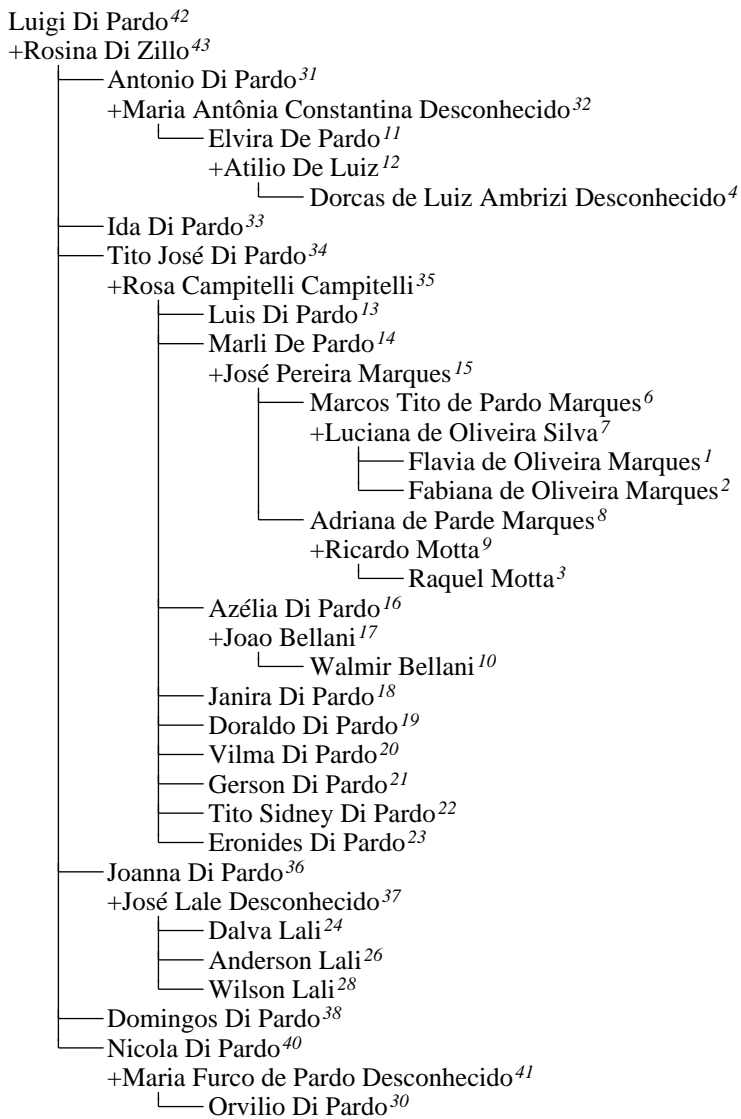 Luigi Di Pardo42
+Rosina Di Zillo43
Antonio Di Pardo31
+Maria Antônia Constantina Desconhecido32
Elvira De Pardo11
+Atilio De Luiz12
Dorcas de Luiz Ambrizi Desconhecido4
Ida Di Pardo33
Tito José Di Pardo34
+Rosa Campitelli Campitelli35
Luis Di Pardo13
Marli De Pardo14
+José Pereira Marques15
Marcos Tito de Pardo Marques6
+Luciana de Oliveira Silva7
Flavia de Oliveira Marques1
Fabiana de Oliveira Marques2
Adriana de Parde Marques8
+Ricardo Motta9
Raquel Motta3
Azélia Di Pardo16
+Joao Bellani17
Walmir Bellani10
Janira Di Pardo18
Doraldo Di Pardo19
Vilma Di Pardo20
Gerson Di Pardo21
Tito Sidney Di Pardo22
Eronides Di Pardo23
Joanna Di Pardo36
+José Lale Desconhecido37
Dalva Lali24
Anderson Lali26
Wilson Lali28
Domingos Di Pardo38
Nicola Di Pardo40
+Maria Furco de Pardo Desconhecido41
Orvilio Di Pardo30